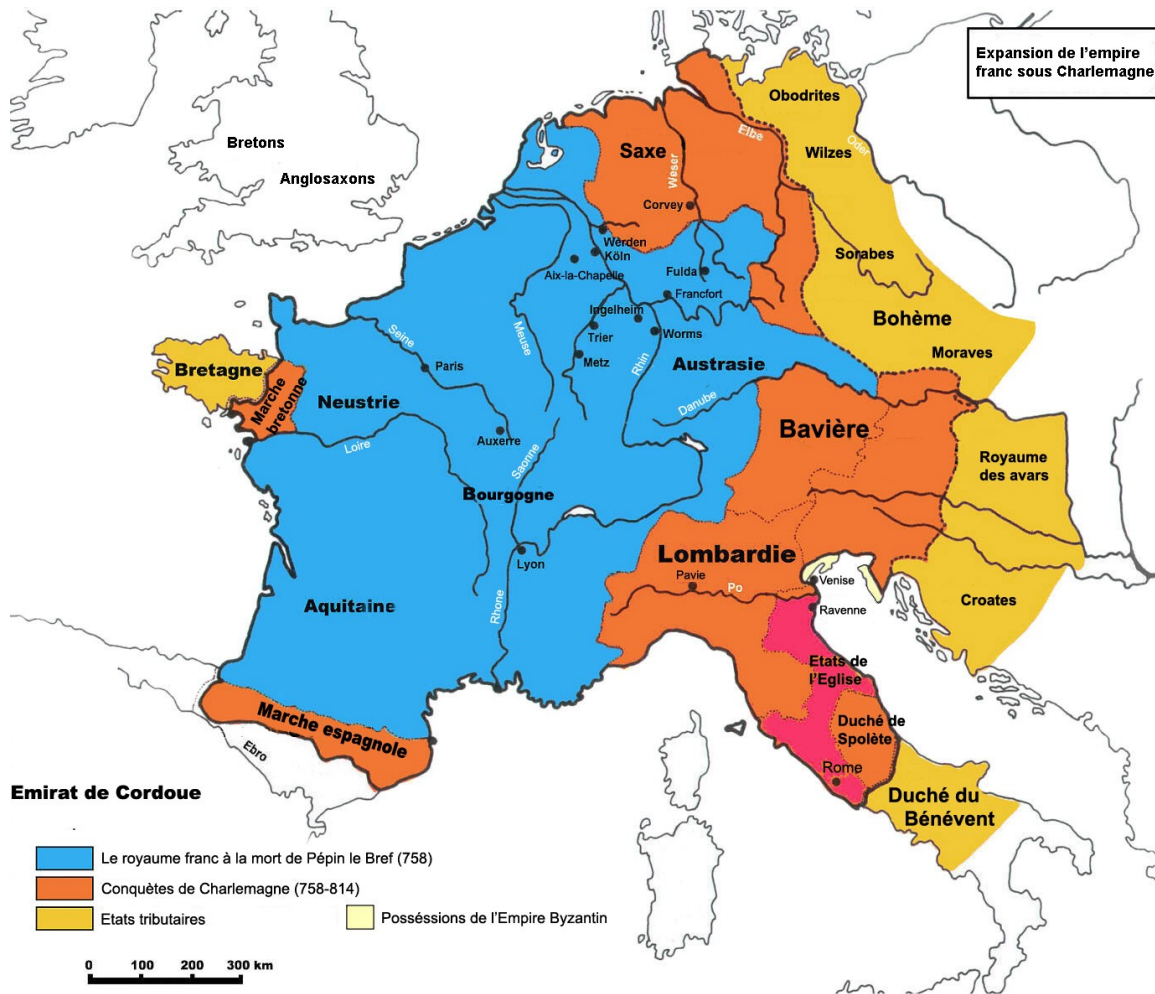 Expansion de l'empire
franc sous Charlemagne
Obodrites
Oder
Elbe
Wilzes
Bretons
Saxe
Weser
Anglosaxons
Corvey
Wèrden
Köln
Sorabes
Aix-la-Chapelle
Fulda
Francfort
Ingelheim
Bohème
Seine
Meuse
Trier
Worms
Moraves
Metz
Rhin
Austrasie
Paris
Bretagne
Marche
bretonne
Neustrie
Danube
Auxerre
Bavière
Loire
Saonne
Royaume
des avars
Bourgogne
Lyon
Lombardie
Pavie
Po
Venise
Rhone
Aquitaine
Ravenne
Croates
Etats de
l'Eglise
Marche espagnole
Duché de
Spolète
Ebro
Rome
Emirat de Cordoue
Duché du
Bénévent
Le royaume franc à la mort de Pépin le Bref (758)
Conquètes de Charlemagne (758-814)
Etats tributaires
Posséssions de l'Empire Byzantin
0 100 200 300 km